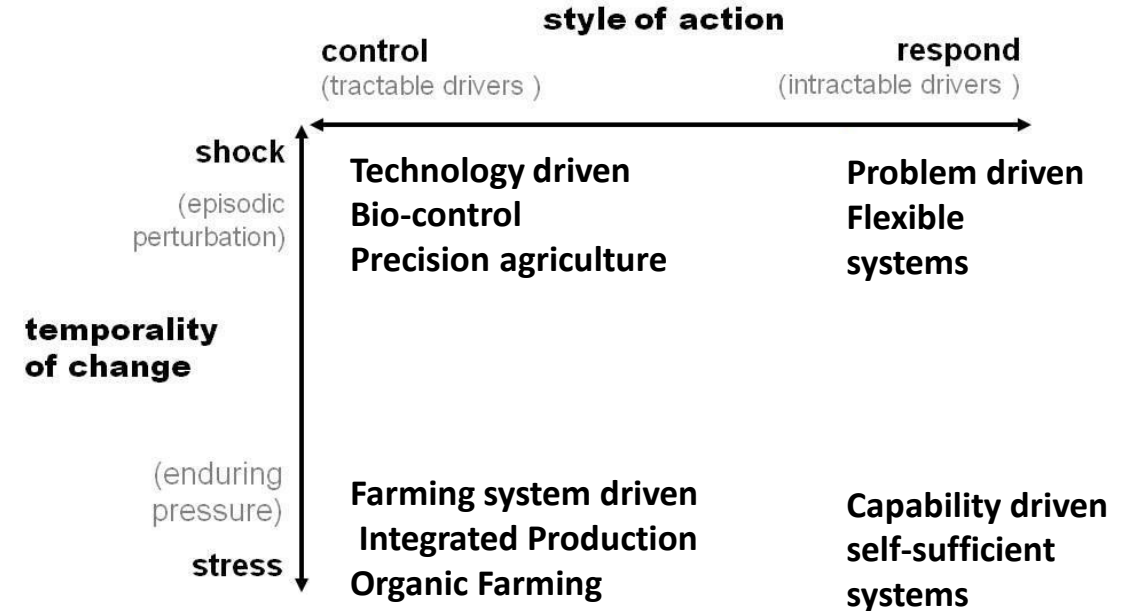 style of action
control
(tractable drivers )
respond
(intractable drivers )
shock
(episodic
perturbation)
Technology driven
Bio-control
Precision agriculture
Problem driven
Flexible
systems
temporality
of change
(enduring
pressure)
stress
Farming system driven
Integrated Production
Organic Farming
Capability driven
self-sufficient
systems